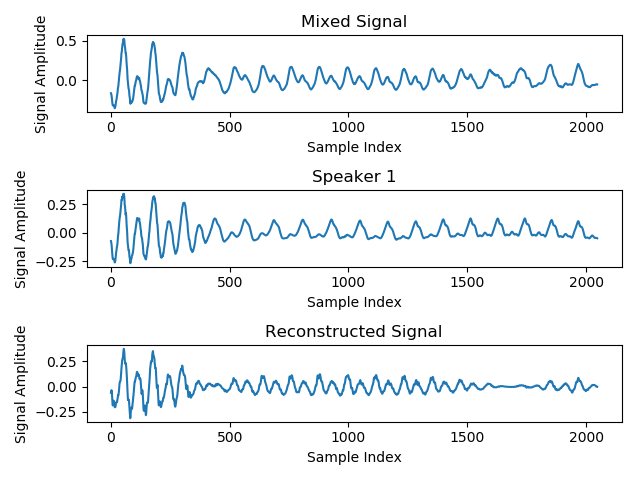 Mixed Signal
Signal Amplitude
0.5
0.0
0 500 1000 1500 2000
Sample Index
Speaker 1
Signal Amplitude
0.25
0.00
−0.25
0 500 1000 1500 2000
Sample Index
Reconstructed Signal
Signal Amplitude
0.25
0.00
−0.25
0 500 1000 1500 2000
Sample Index